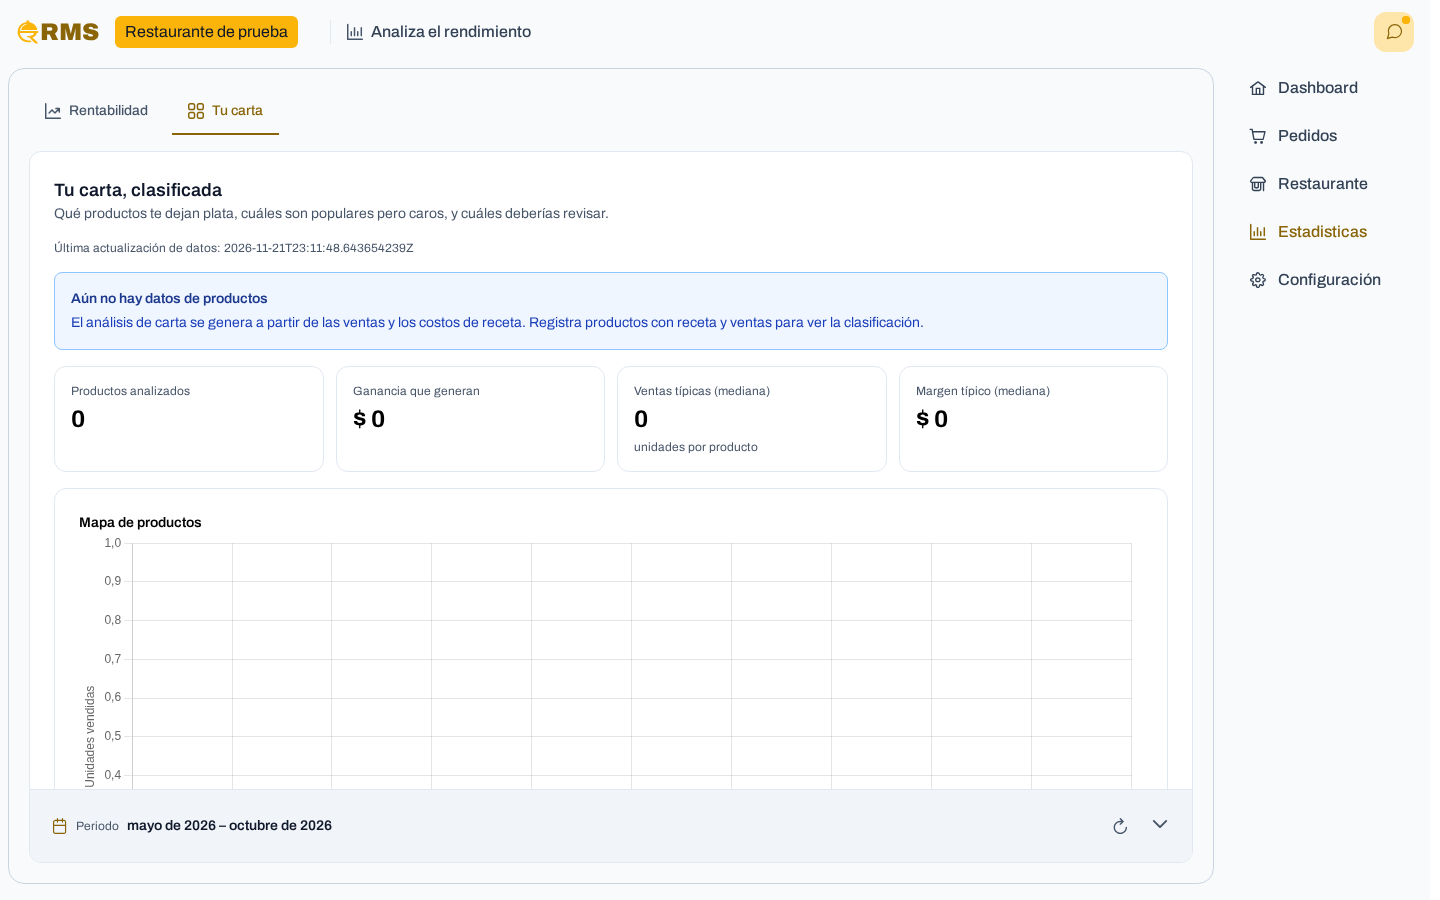 RMS
Restaurante de prueba
Analiza el rendimiento
Rentabilidad
Tu carta
Tu carta, clasificada
Qué productos te dejan plata, cuáles son populares pero caros, y cuáles deberías revisar.
Última actualización de datos: 2026-11-21T23:11:48.643654239Z
Aún no hay datos de productos
El análisis de carta se genera a partir de las ventas y los costos de receta. Registra productos con receta y ventas para ver la clasificación.
Productos analizados
0
Ganancia que generan
$ 0
Ventas típicas (mediana)
0
unidades por producto
Margen típico (mediana)
$ 0
Mapa de productos
1,0
0,9
0,8
0,7
0,6
0,5
0,4
Unidades vendidas
Periodo mayo de 2026 – octubre de 2026
Dashboard
Pedidos
Restaurante
Estadisticas
Configuración